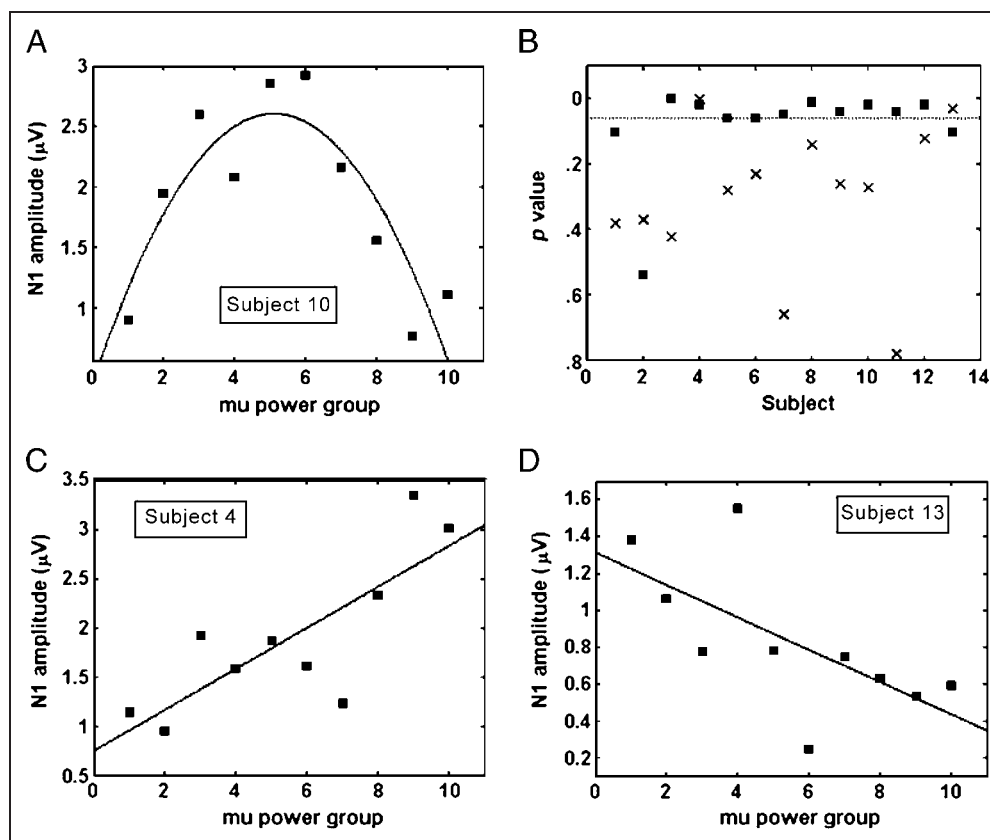 A
3
2.5
2
1.5
1
0 2 4 6 8 10
N1 amplitude (μV)
mu power group
Subject 10
B
0
.2
.4
.6
.8
0 2 4 6 8 10 12 14
p value
Subject
C
3.5
3
2.5
2
1.5
1
0.5
0 2 4 6 8 10
N1 amplitude (μV)
mu power group
Subject 4
D
1.6
1.4
1.2
1
0.8
0.6
0.4
0.2
0 2 4 6 8 10
N1 amplitude (μV)
mu power group
Subject 13